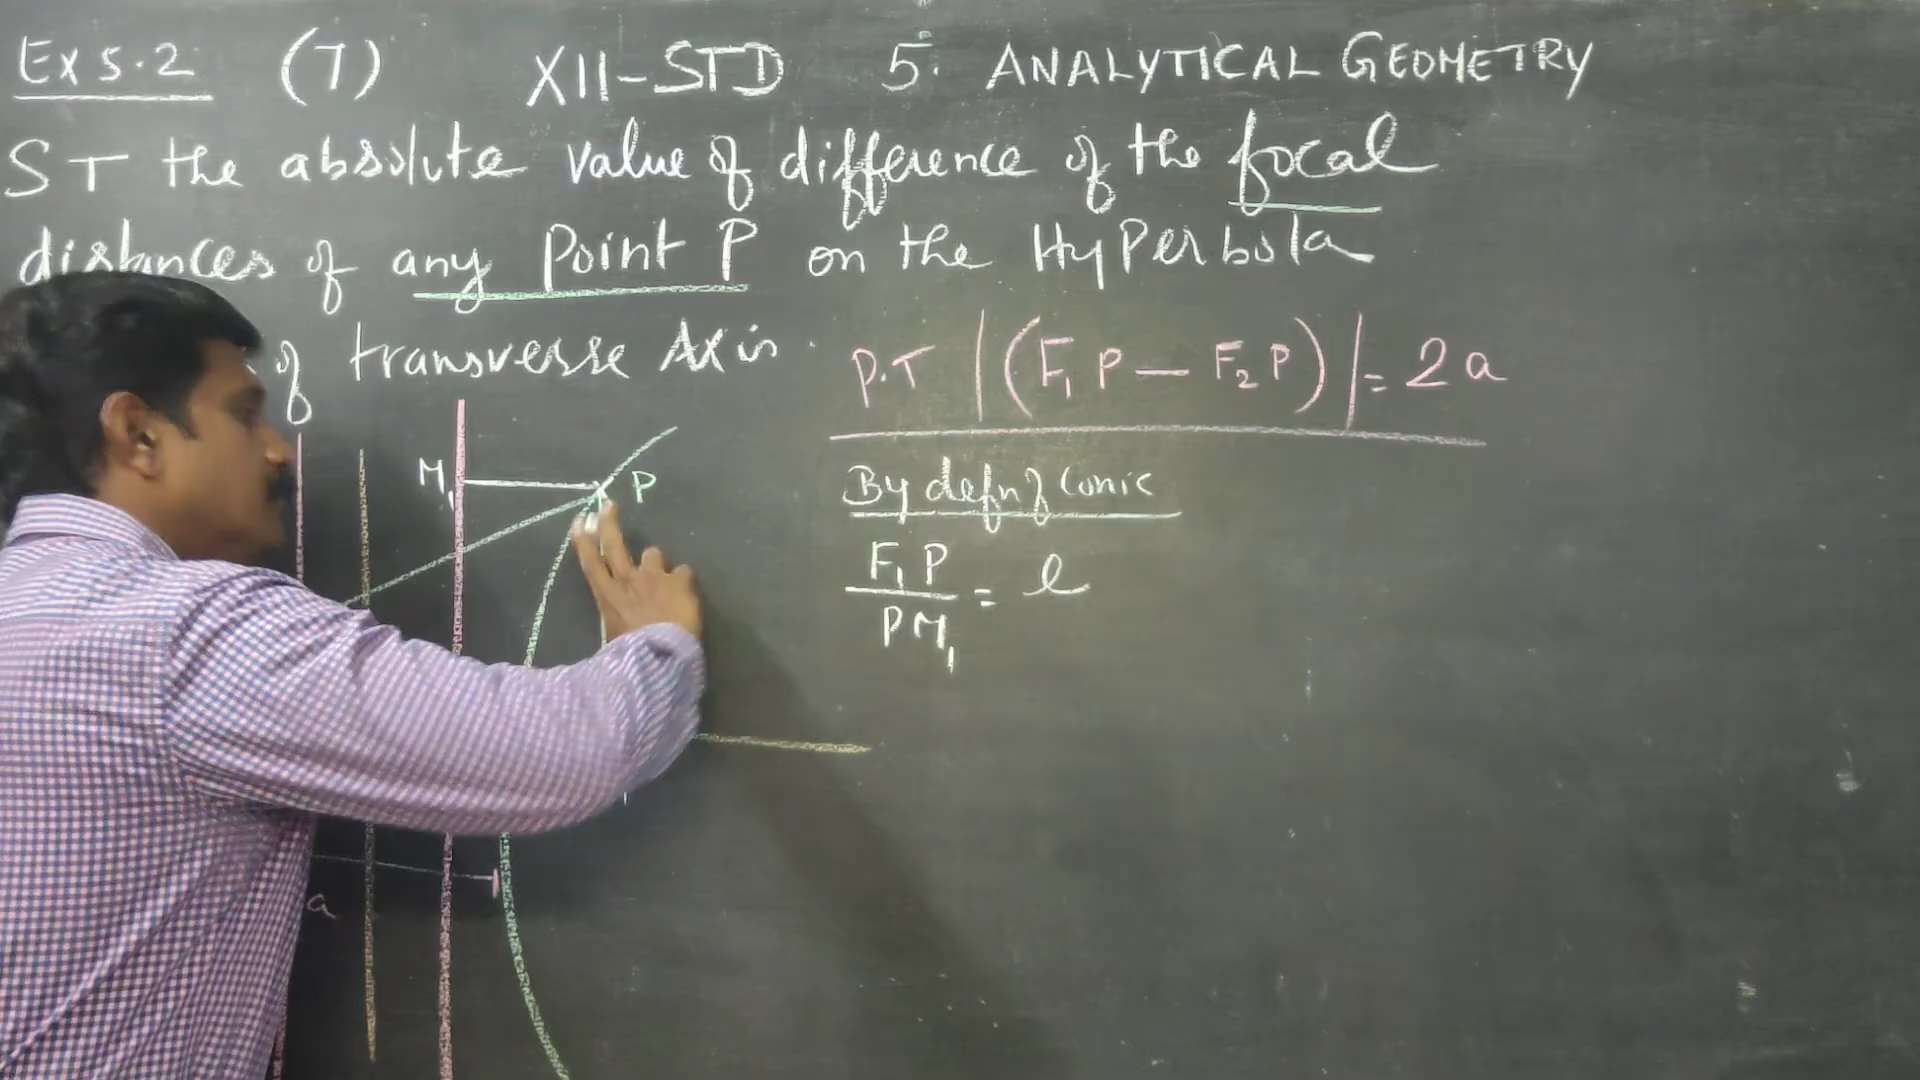 Ex 5.2 (7) XII-STD 5. ANALYTICAL GEOMETRY
ST the absolute value of difference of the focal
distances of any Point P on the HyPerbola
of transverse Axis.
P.T |(F₁P — F₂P)| = 2a
M₁
P
By defn of conic
F₁P
PM₁
= e
a